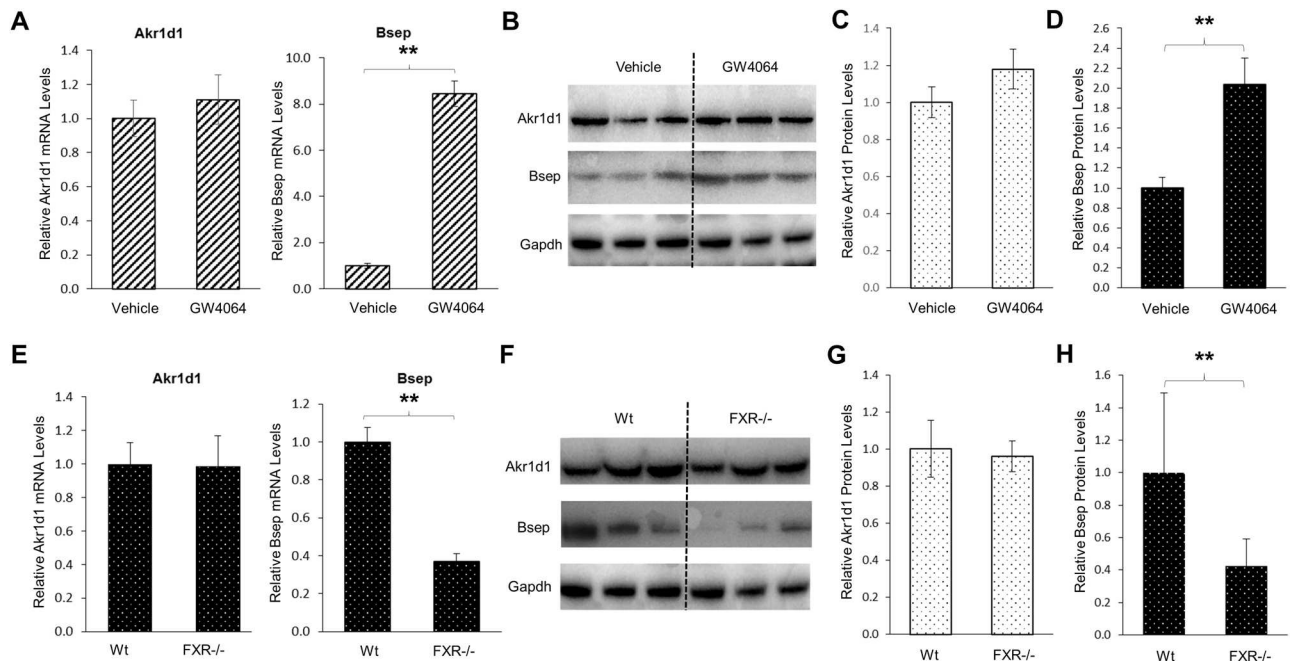 A
Akr1d1
Relative Akr1d1 mRNA Levels
1.4
1.2
1.0
0.8
0.6
0.4
0.2
0.0
Vehicle GW4064
Bsep
**
Relative Bsep mRNA Levels
10.0
8.0
6.0
4.0
2.0
0.0
Vehicle GW4064
B
Vehicle GW4064
Akr1d1
Bsep
Gapdh
C
Relative Akr1d1 Protein Levels
1.4
1.2
1.0
0.8
0.6
0.4
0.2
0.0
Vehicle GW4064
D
**
Relative Bsep Protein Levels
2.6
2.4
2.2
2.0
1.8
1.6
1.4
1.2
1.0
0.8
0.6
0.4
0.2
0.0
Vehicle GW4064
E
Akr1d1
Relative Akr1d1 mRNA Levels
1.4
1.2
1.0
0.8
0.6
0.4
0.2
0.0
Wt FXR-/-
Bsep
**
Relative Bsep mRNA Levels
1.2
1.0
0.8
0.6
0.4
0.2
0.0
Wt FXR-/-
F
Wt FXR-/-
Akr1d1
Bsep
Gapdh
G
Relative Akr1d1 Protein Levels
1.4
1.2
1.0
0.8
0.6
0.4
0.2
0.0
Wt FXR-/-
H
**
Relative Bsep Protein Levels
1.6
1.4
1.2
1.0
0.8
0.6
0.4
0.2
0.0
Wt FXR-/-